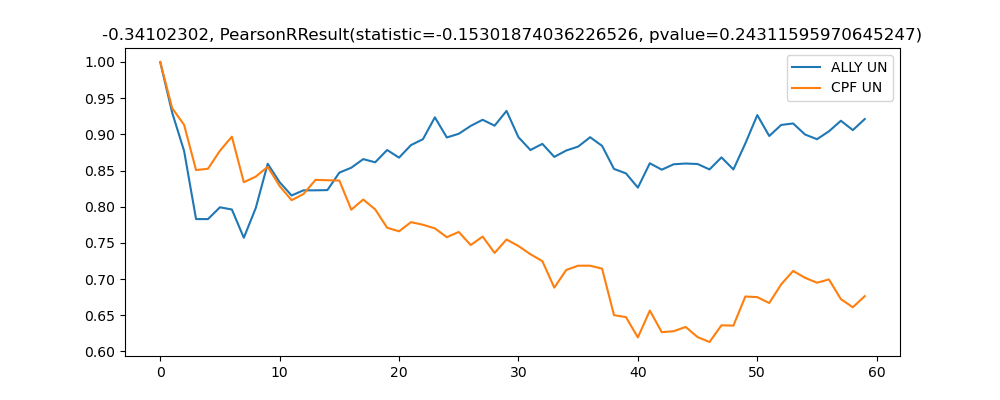 -0.34102302, PearsonRResult(statistic=-0.15301874036226526, pvalue=0.24311595970645247)
ALLY UN
CPF UN
1.00
0.95
0.90
0.85
0.80
0.75
0.70
0.65
0.60
0 10 20 30 40 50 60